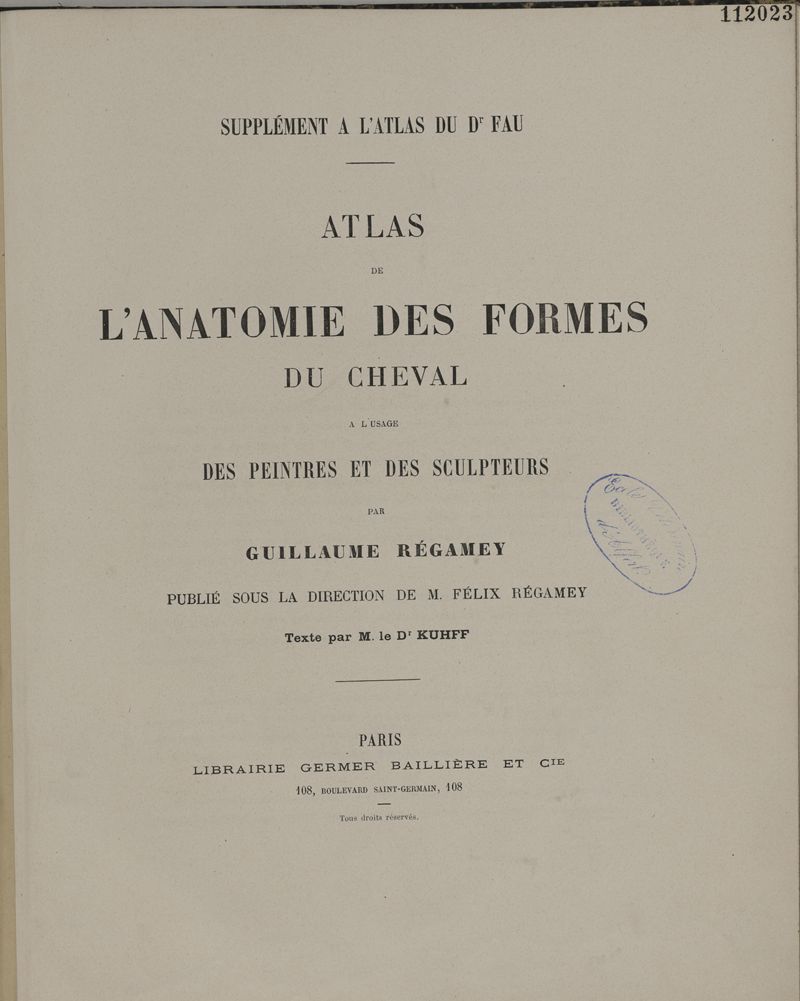 112023
SUPPLÉMENT A L'ATLAS DU Dr FAU
ATLAS
DE
L'ANATOMIE DES FORMES
DU CHEVAL
A L'USAGE
DES PEINTRES ET DES SCULPTEURS
PAR
GUILLAUME RÉGAMEY
PUBLIÉ SOUS LA DIRECTION DE M. FÉLIX RÉGAMEY
Texte par M. le Dr KUHFF
PARIS
LIBRAIRIE GERMER BAILLIÈRE ET CIE
108, BOULEVARD SAINT-GERMAIN, 108
Tous droits réservés.
BIBLIOTHÈQUE
d'Alfort